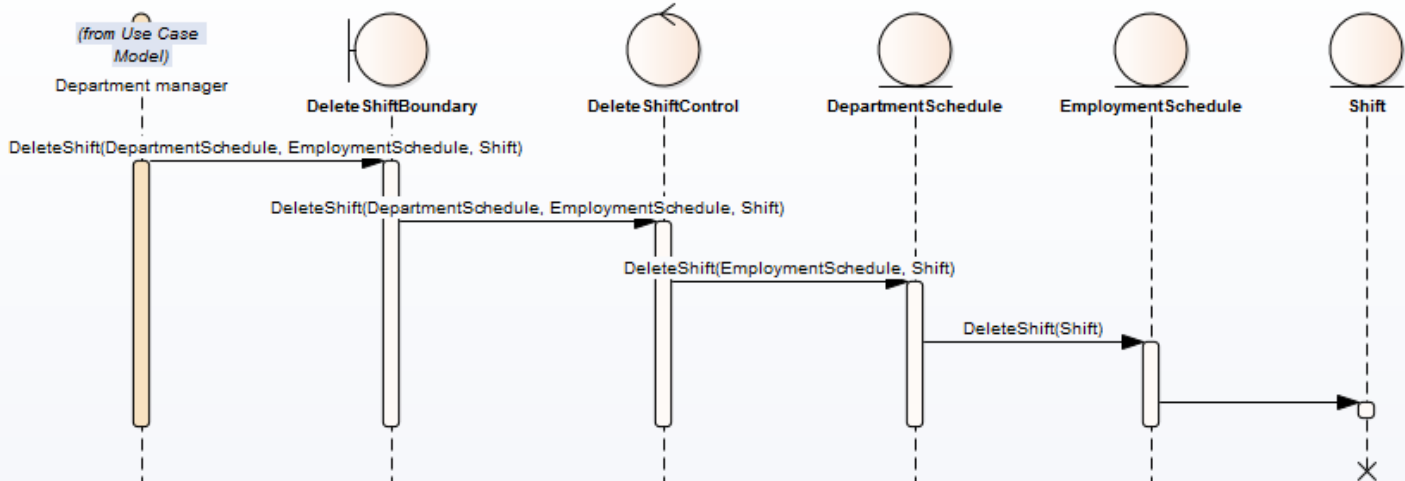 (from Use Case
Model)
Department manager
DeleteShiftBoundary
DeleteShiftControl
DepartmentSchedule
EmploymentSchedule
Shift
DeleteShift(DepartmentSchedule, EmploymentSchedule, Shift)
DeleteShift(DepartmentSchedule, EmploymentSchedule, Shift)
DeleteShift(EmploymentSchedule, Shift)
DeleteShift(Shift)